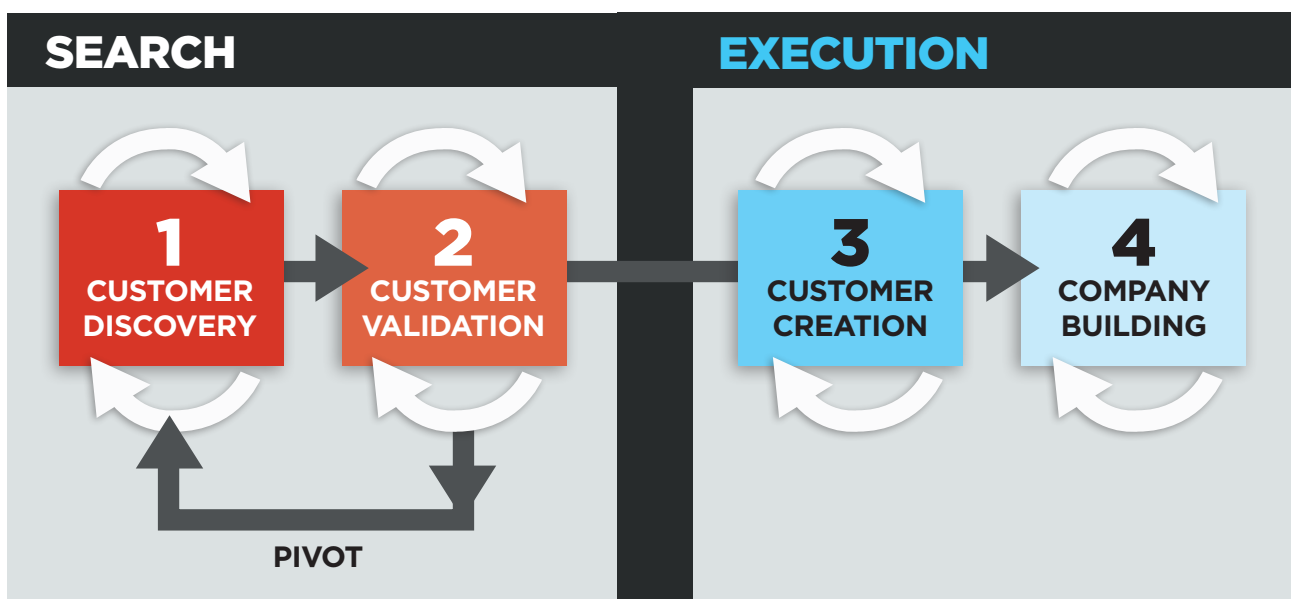 SEARCH
EXECUTION
1
CUSTOMER
DISCOVERY
2
CUSTOMER
VALIDATION
3
CUSTOMER
CREATION
4
COMPANY
BUILDING
PIVOT